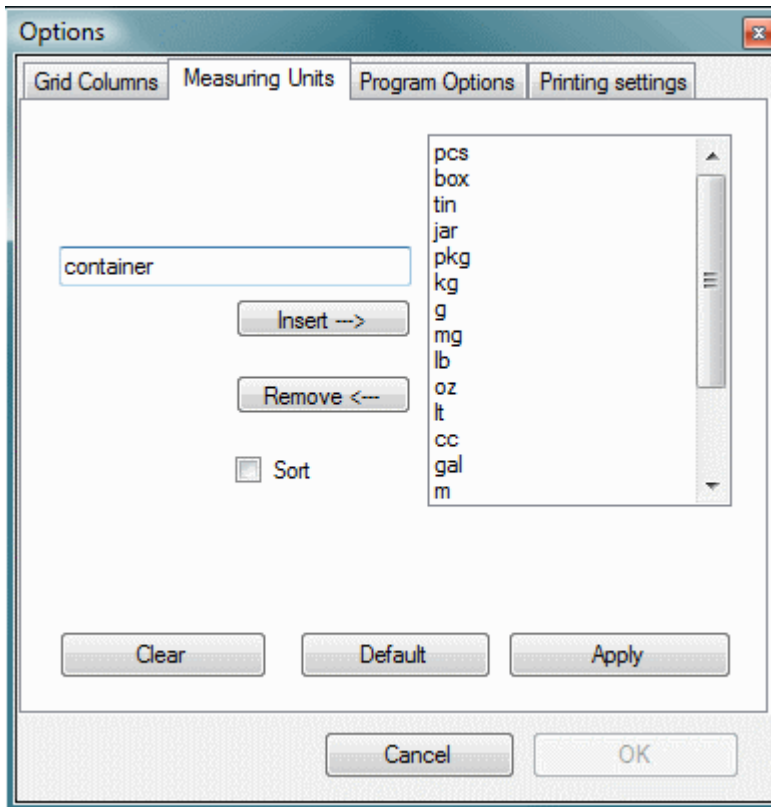 Options
Grid Columns Measuring Units Program Options Printing settings
container
Insert --->
Remove <---
Sort
pcs
box
tin
jar
pkg
kg
g
mg
lb
oz
lt
cc
gal
m
Clear Default Apply
Cancel OK